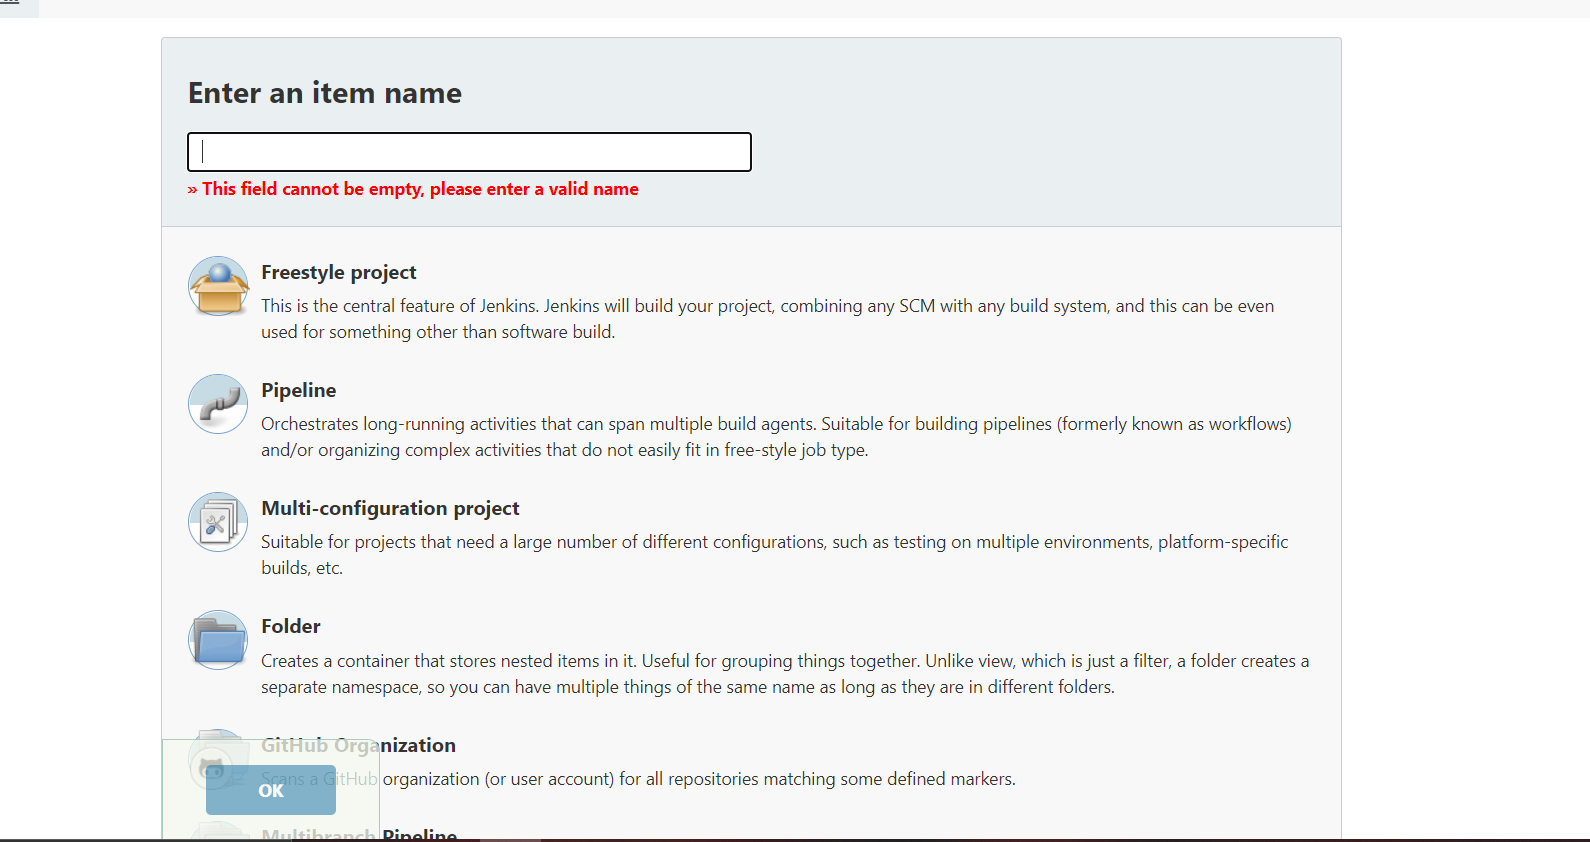 Enter an item name
» This field cannot be empty, please enter a valid name
Freestyle project
This is the central feature of Jenkins. Jenkins will build your project, combining any SCM with any build system, and this can be even
used for something other than software build.
Pipeline
Orchestrates long-running activities that can span multiple build agents. Suitable for building pipelines (formerly known as workflows)
and/or organizing complex activities that do not easily fit in free-style job type.
Multi-configuration project
Suitable for projects that need a large number of different configurations, such as testing on multiple environments, platform-specific
builds, etc.
Folder
Creates a container that stores nested items in it. Useful for grouping things together. Unlike view, which is just a filter, a folder creates a
separate namespace, so you can have multiple things of the same name as long as they are in different folders.
GitHub Organization
Scans a GitHub organization (or user account) for all repositories matching some defined markers.
OK
Multibranch Pipeline